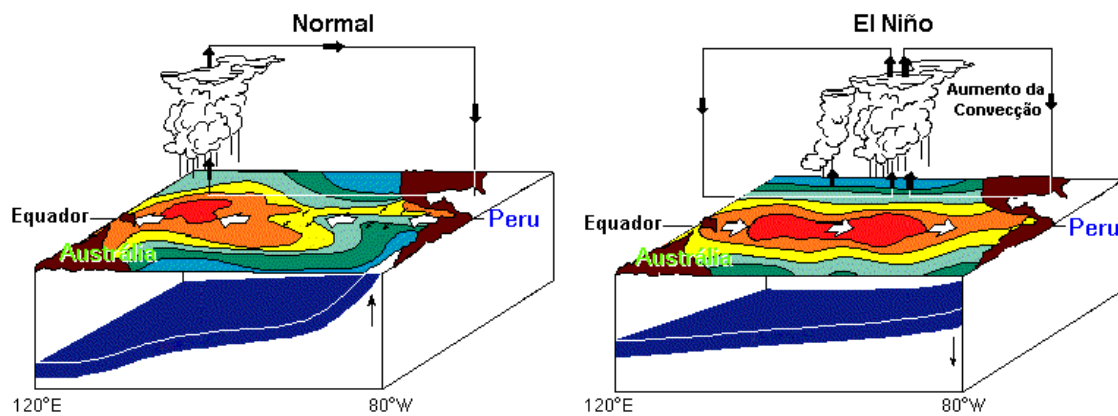 Normal
Equador
Peru
Austrália
120°E
80°W
El Niño
Aumento da
Convecção
Equador
Peru
Austrália
120°E
80°W